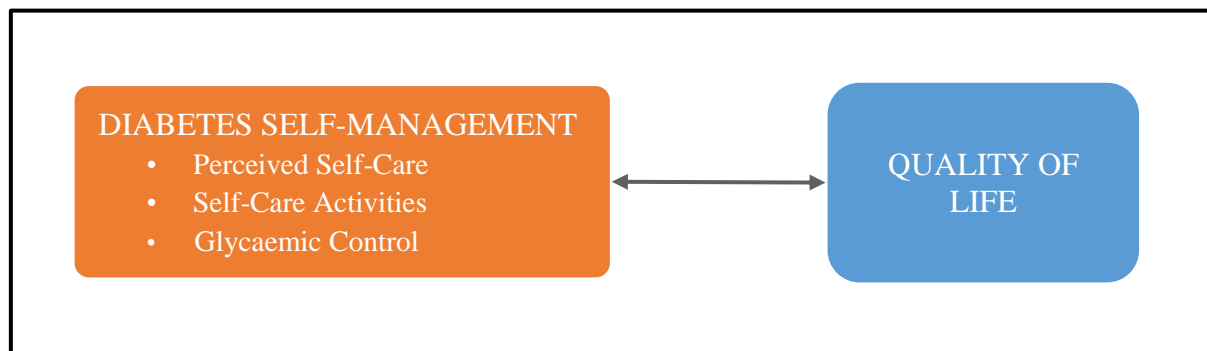 DIABETES SELF-MANAGEMENT
• Perceived Self-Care
• Self-Care Activities
• Glycaemic Control
QUALITY OF
LIFE